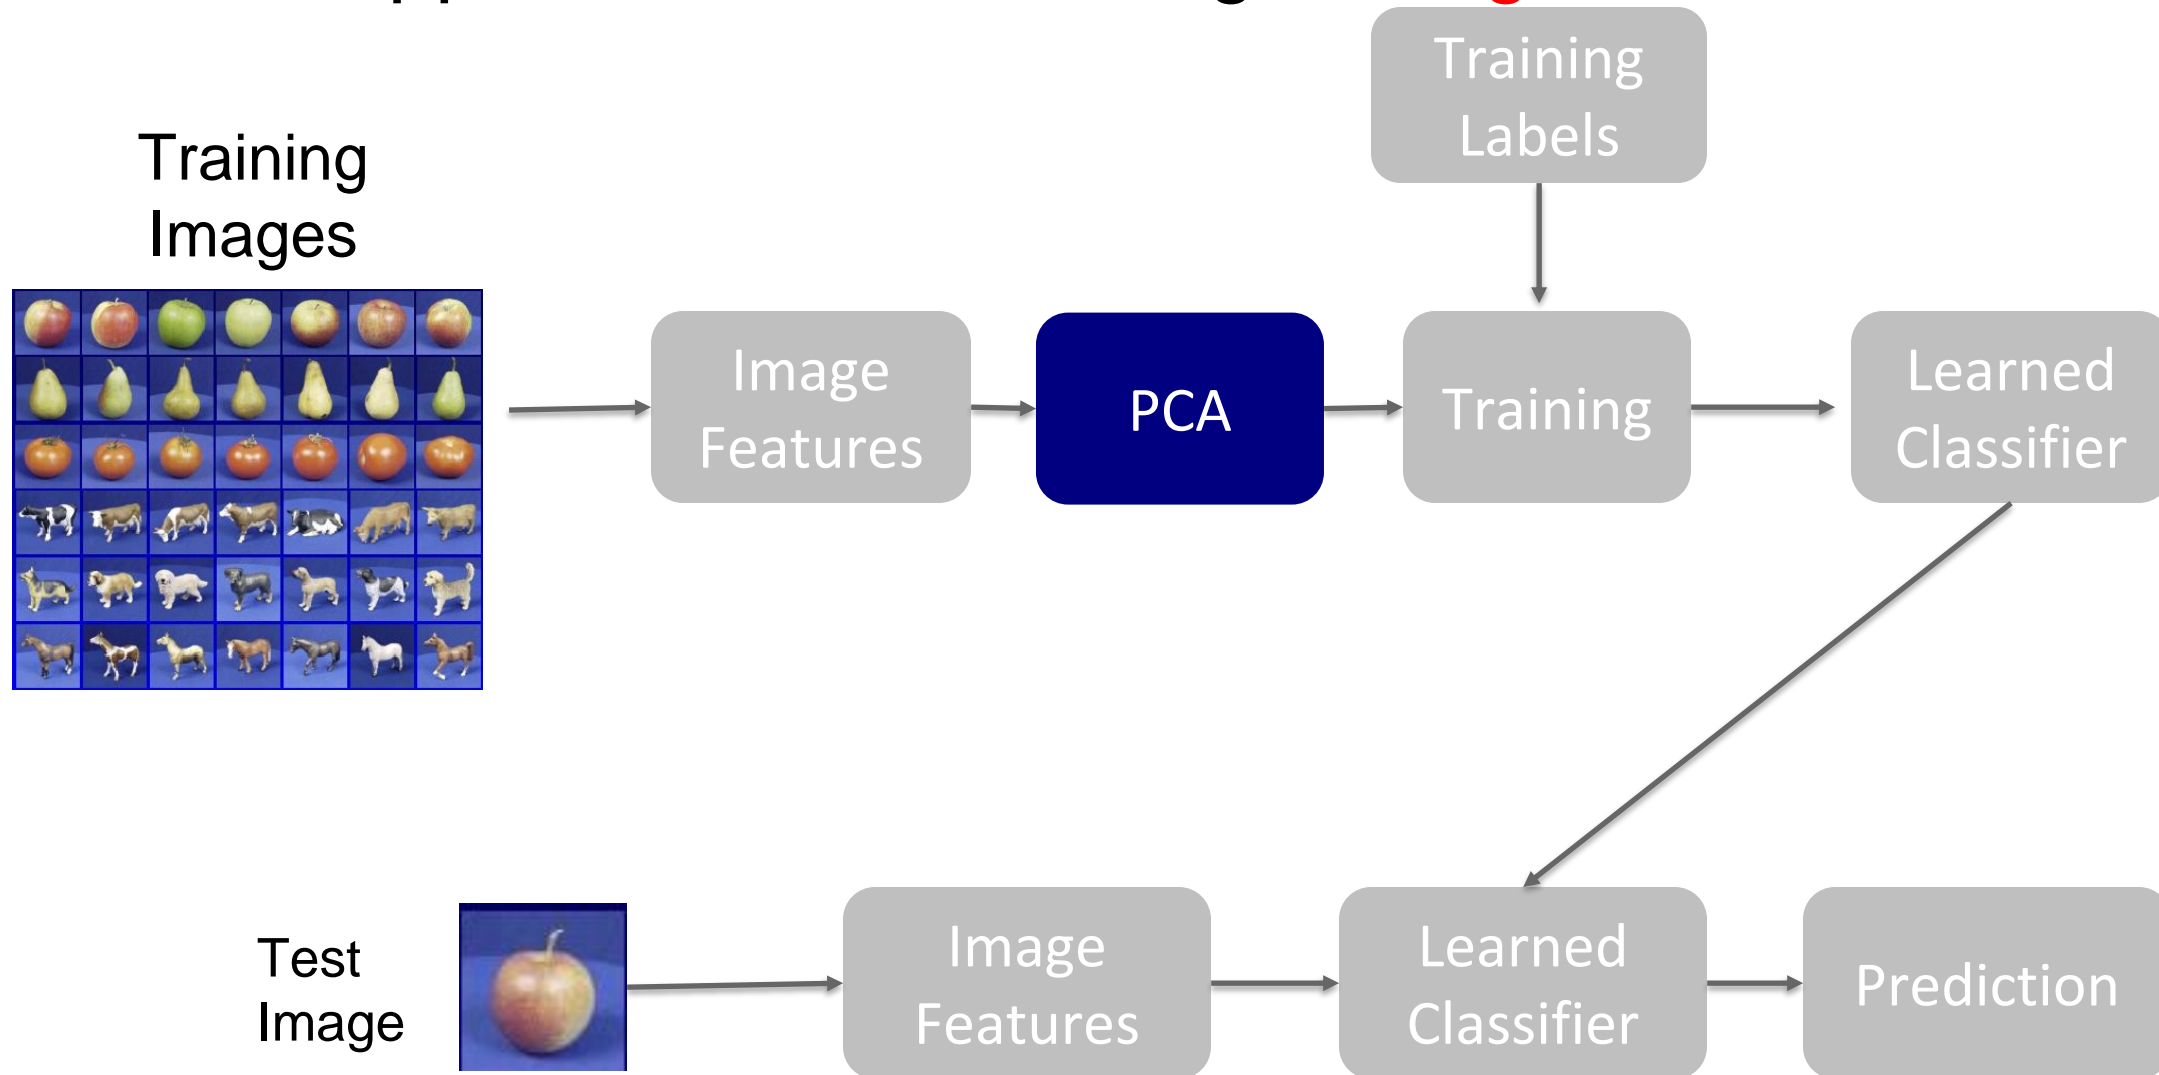 Training
Labels
Training
Images
Image
Features
PCA
Training
Learned
Classifier
Test
Image
Image
Features
Learned
Classifier
Prediction